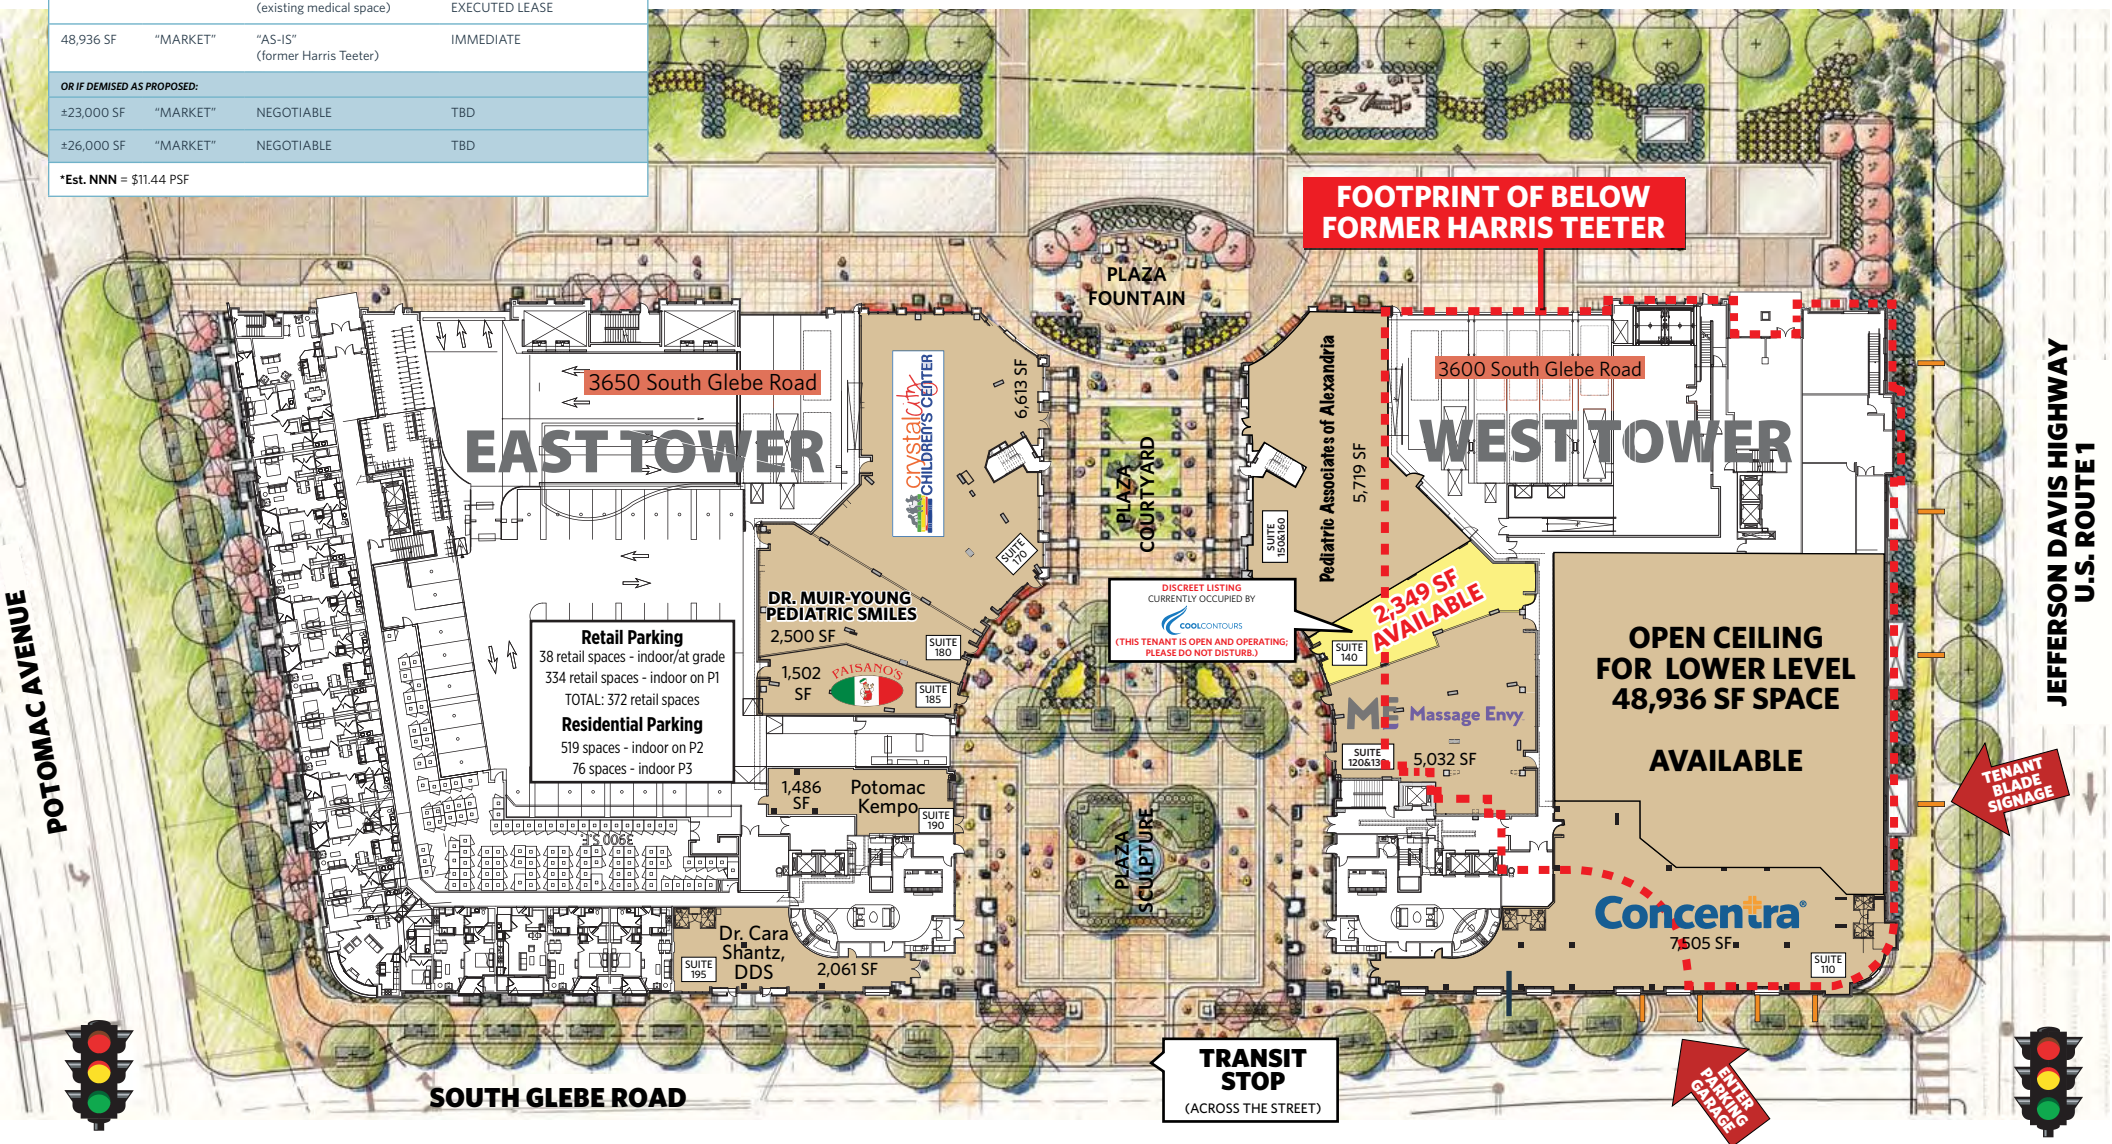 (existing medical space) EXECUTED LEASE
48,936 SF "MARKET" "AS-IS" IMMEDIATE
(former Harris Teeter)
OR IF DEMISED AS PROPOSED:
±23,000 SF "MARKET" NEGOTIABLE TBD
±26,000 SF "MARKET" NEGOTIABLE TBD
*Est. NNN = $11.44 PSF
FOOTPRINT OF BELOW
FORMER HARRIS TEETER
PLAZA
FOUNTAIN
3650 South Glebe Road
EAST TOWER
Crystal City
CHILDREN'S CENTER
6,613 SF
SUITE
170
PLAZA
COURTYARD
Pediatric Associates of Alexandria
5,719 SF
SUITE
150&160
3600 South Glebe Road
WEST TOWER
JEFFERSON DAVIS HIGHWAY
U.S. ROUTE 1
POTOMAC AVENUE
DR. MUIR-YOUNG
PEDIATRIC SMILES
2,500 SF
SUITE
180
DISCREET LISTING
CURRENTLY OCCUPIED BY
COOLCONTOURS
(THIS TENANT IS OPEN AND OPERATING;
PLEASE DO NOT DISTURB.)
2,349 SF
AVAILABLE
SUITE
140
OPEN CEILING
FOR LOWER LEVEL
48,936 SF SPACE
AVAILABLE
Retail Parking
38 retail spaces - indoor/at grade
334 retail spaces - indoor on P1
TOTAL: 372 retail spaces
Residential Parking
519 spaces - indoor on P2
76 spaces - indoor P3
1,502
SF
PAISANO'S
SUITE
185
ME Massage Envy
SUITE
120&13
5,032 SF
TENANT
BLADE
SIGNAGE
1,486
SF
Potomac
Kempo
SUITE
190
3900 S.F
PLAZA
SCULPTURE
Concentra®
7,505 SF
SUITE
110
Dr. Cara
Shantz,
DDS
SUITE
195
2,061 SF
TRANSIT
STOP
(ACROSS THE STREET)
SOUTH GLEBE ROAD
ENTER
PARKING
GARAGE